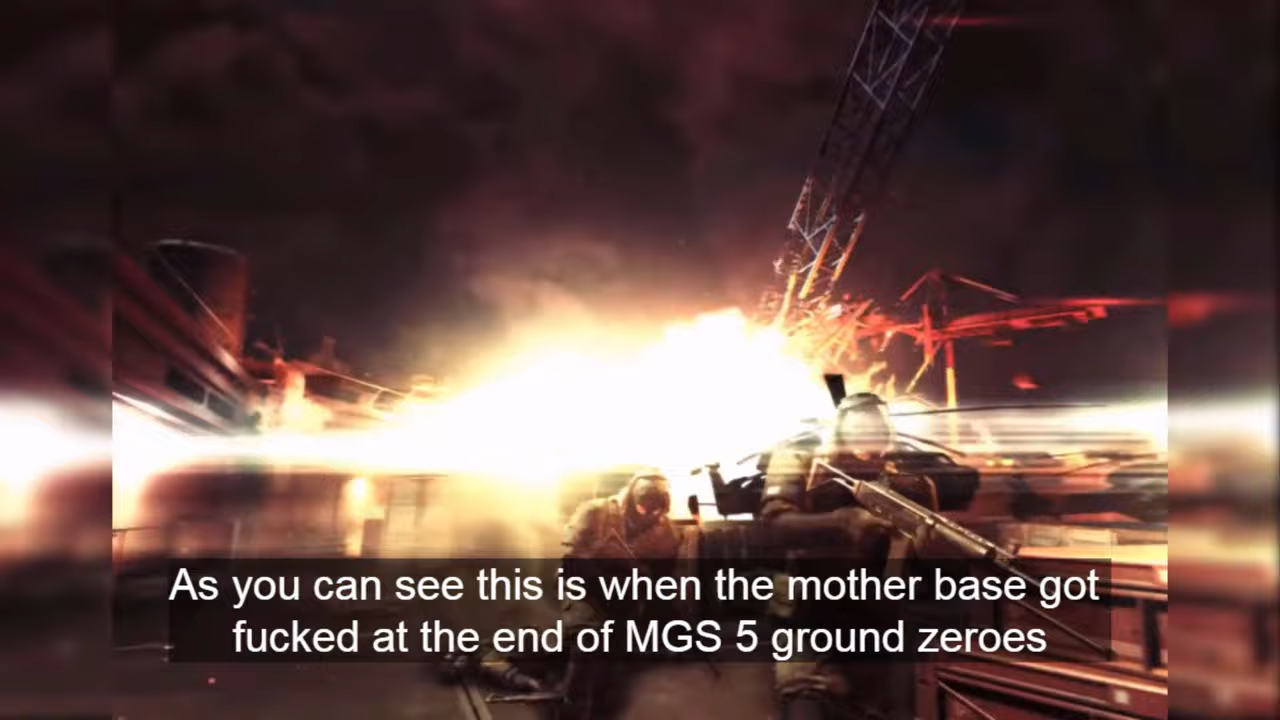 As you can see this is when the mother base got
fucked at the end of MGS 5 ground zeroes